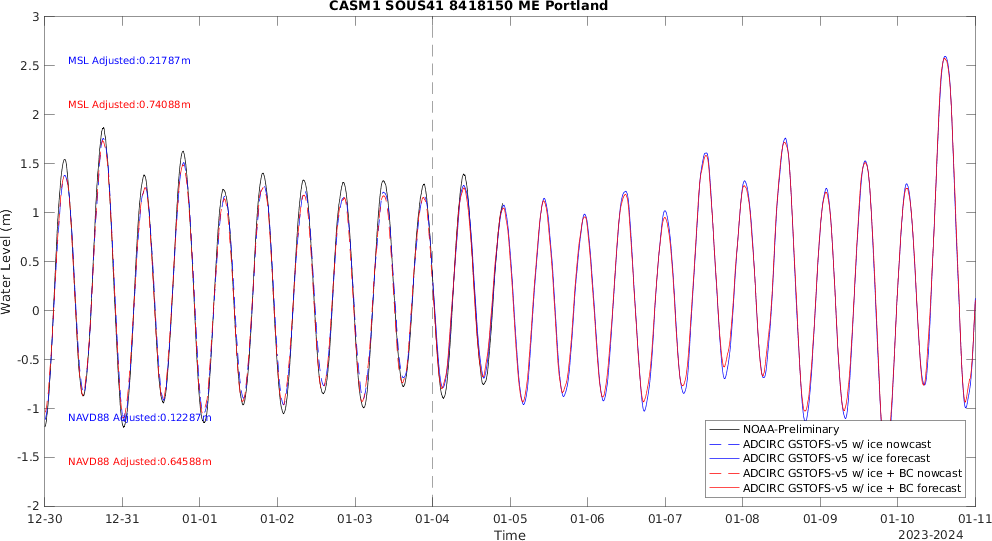 CASM1 SOUS41 8418150 ME Portland
3
2.5
2
1.5
1
0.5
0
-0.5
-1
-1.5
-2
Water Level (m)
MSL Adjusted:0.21787m
MSL Adjusted:0.74088m
NAVD88 Adjusted:0.12287m
NAVD88 Adjusted:0.64588m
NOAA-Preliminary
ADCIRC GSTOFS-v5 w/ ice nowcast
ADCIRC GSTOFS-v5 w/ ice forecast
ADCIRC GSTOFS-v5 w/ ice + BC nowcast
ADCIRC GSTOFS-v5 w/ ice + BC forecast
12-30 12-31 01-01 01-02 01-03 01-04 01-05 01-06 01-07 01-08 01-09 01-10 01-11
Time
2023-2024